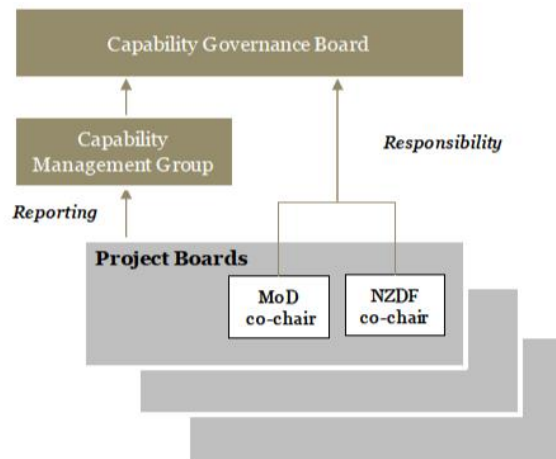 Capability Governance Board
Capability
Management Group
Responsibility
Reporting
Project Boards
MoD
co-chair
NZDF
co-chair